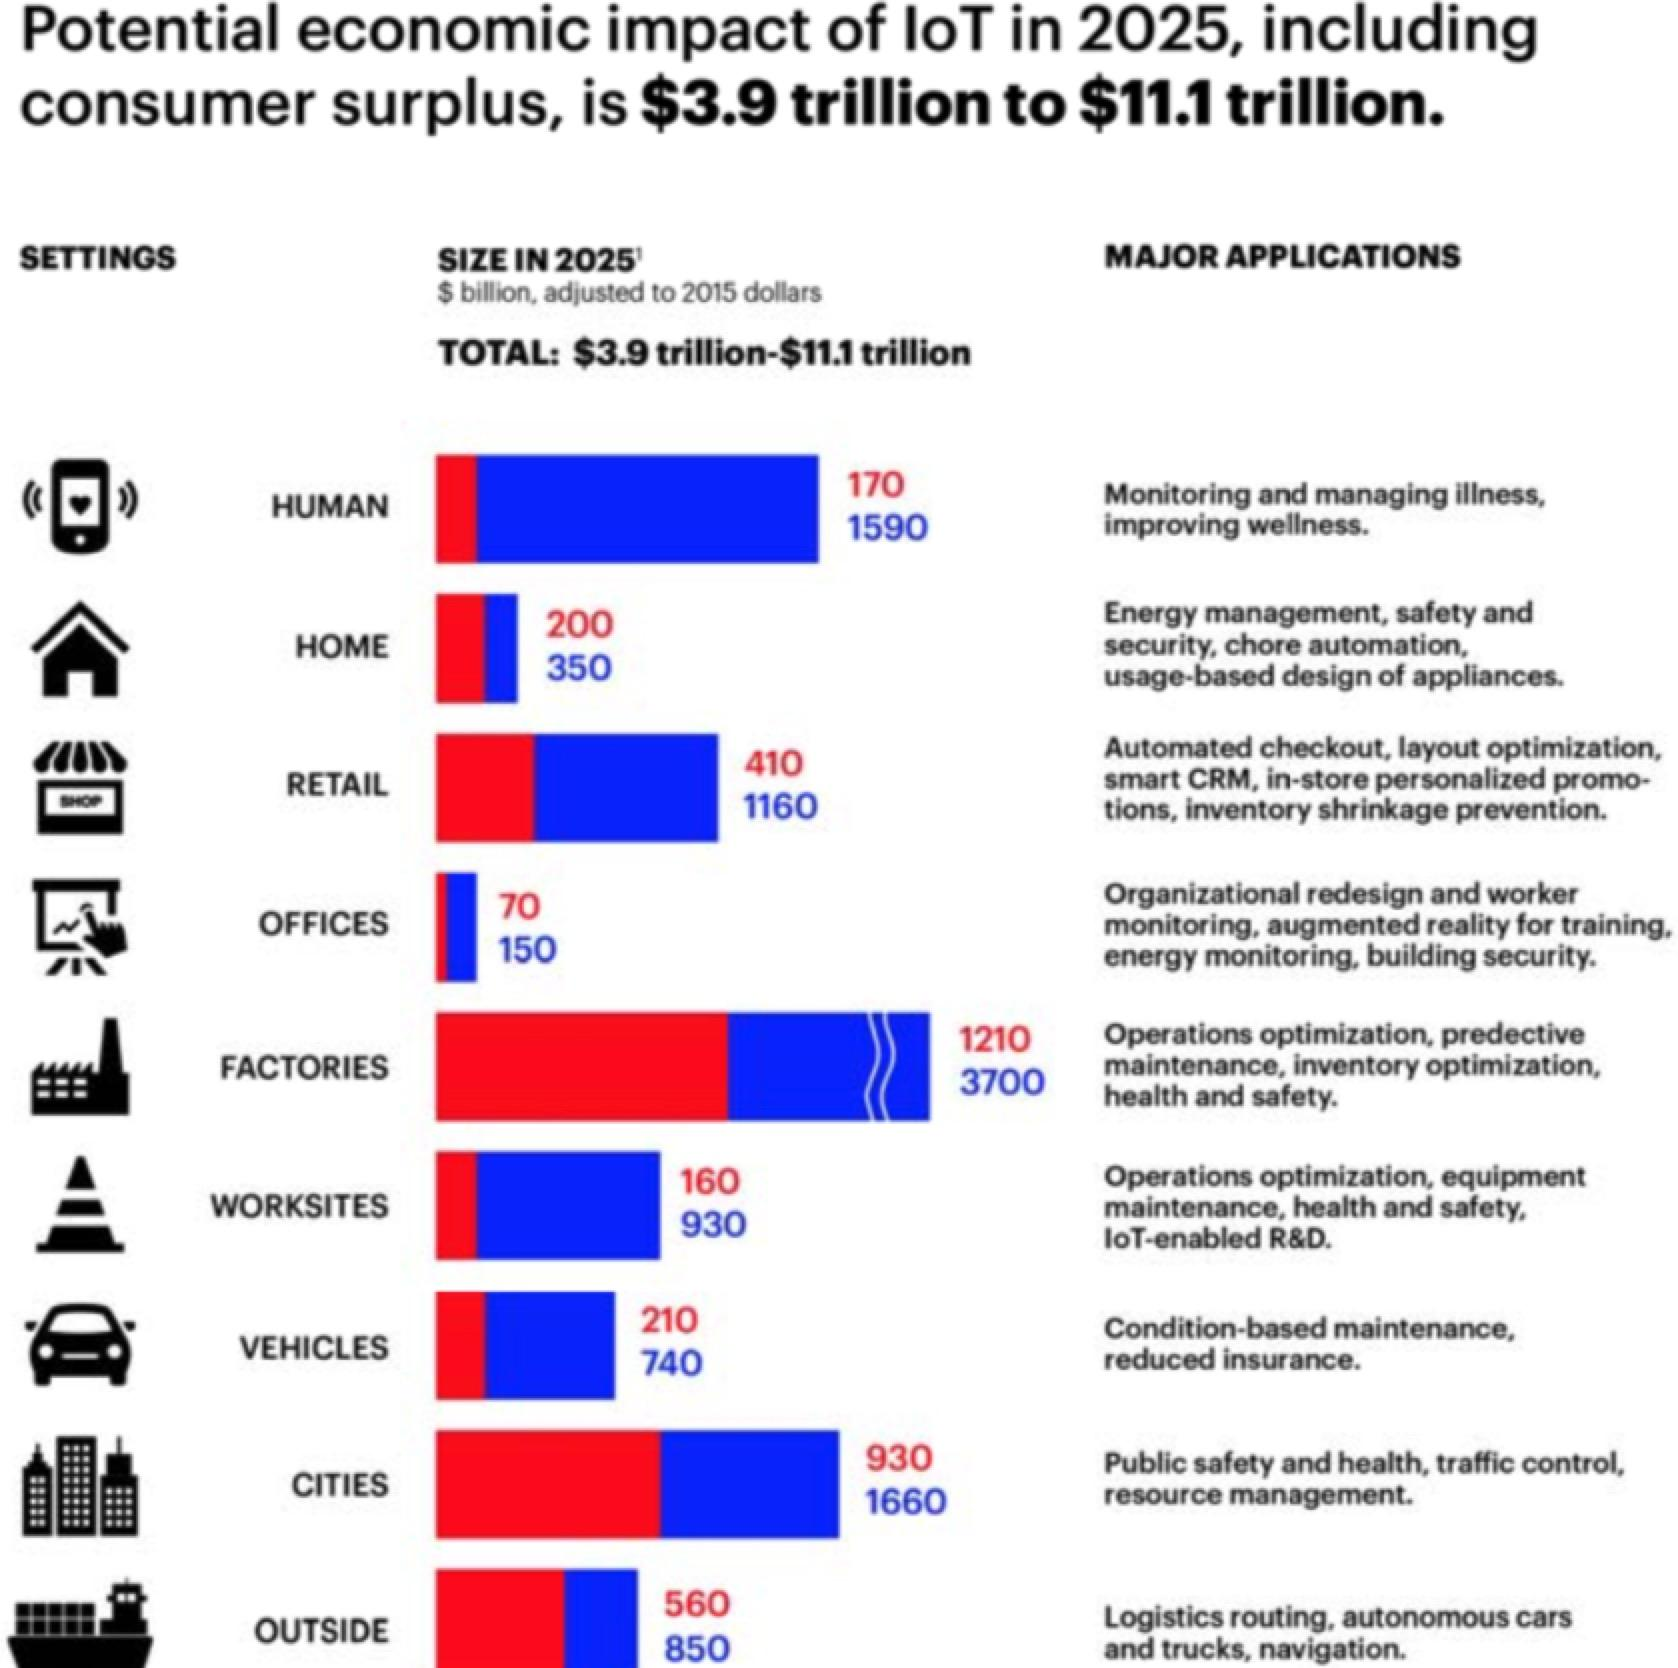 Potential economic impact of IoT in 2025, including
consumer surplus, is $3.9 trillion to $11.1 trillion.
SETTINGS
SIZE IN 2025¹
$ billion, adjusted to 2015 dollars
TOTAL: $3.9 trillion-$11.1 trillion
MAJOR APPLICATIONS
HUMAN
170
1590
Monitoring and managing illness,
improving wellness.
HOME
200
350
Energy management, safety and
security, chore automation,
usage-based design of appliances.
SHOP
RETAIL
410
1160
Automated checkout, layout optimization,
smart CRM, in-store personalized promo-
tions, inventory shrinkage prevention.
OFFICES
70
150
Organizational redesign and worker
monitoring, augmented reality for training,
energy monitoring, building security.
FACTORIES
1210
3700
Operations optimization, predective
maintenance, inventory optimization,
health and safety.
WORKSITES
160
930
Operations optimization, equipment
maintenance, health and safety,
IoT-enabled R&D.
VEHICLES
210
740
Condition-based maintenance,
reduced insurance.
CITIES
930
1660
Public safety and health, traffic control,
resource management.
OUTSIDE
560
850
Logistics routing, autonomous cars
and trucks, navigation.